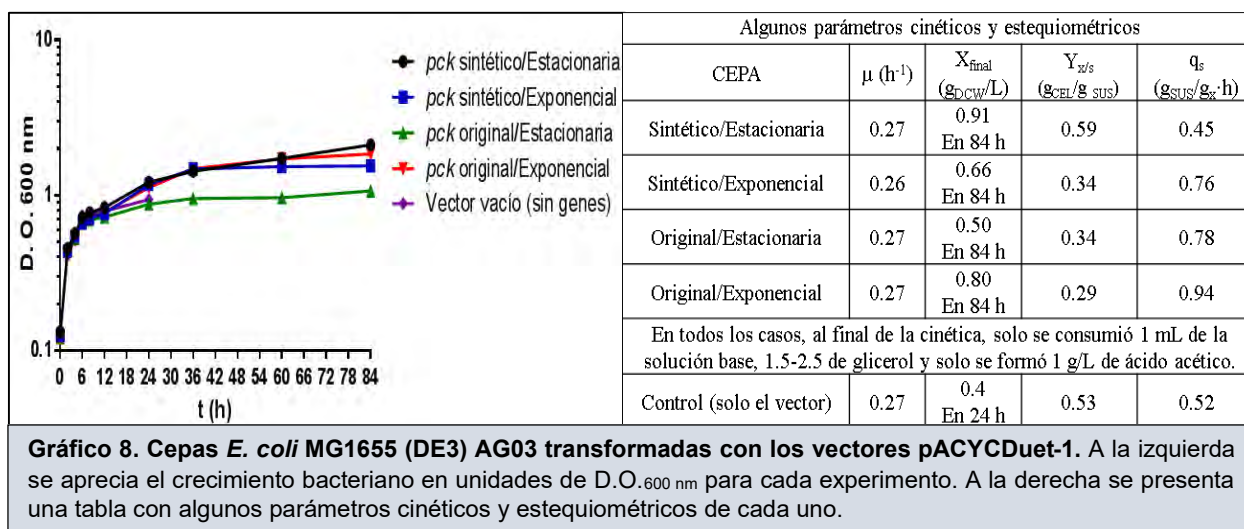 10
1
0.1
D. O. 600 nm
0 6 12 18 24 30 36 42 48 54 60 66 72 78 84
t (h)
pck sintético/Estacionaria
pck sintético/Exponencial
pck original/Estacionaria
pck original/Exponencial
Vector vacío (sin genes)
Algunos parámetros cinéticos y estequiométricos
CEPA μ (h⁻¹) X_final (g_DCW/L) Y_x/s (g_CEL/g_SUS) q_s (g_SUS/g_x·h)
Sintético/Estacionaria 0.27 0.91 En 84 h 0.59 0.45
Sintético/Exponencial 0.26 0.66 En 84 h 0.34 0.76
Original/Estacionaria 0.27 0.50 En 84 h 0.34 0.78
Original/Exponencial 0.27 0.80 En 84 h 0.29 0.94
En todos los casos, al final de la cinética, solo se consumió 1 mL de la
solución base, 1.5-2.5 de glicerol y solo se formó 1 g/L de ácido acético.
Control (solo el vector) 0.27 0.4 En 24 h 0.53 0.52
Gráfico 8. Cepas E. coli MG1655 (DE3) AG03 transformadas con los vectores pACYCDuet-1. A la izquierda
se aprecia el crecimiento bacteriano en unidades de D.O.600 nm para cada experimento. A la derecha se presenta
una tabla con algunos parámetros cinéticos y estequiométricos de cada uno.